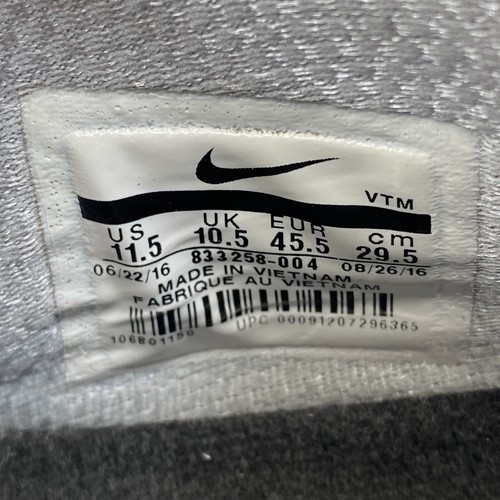 VTM
US UK EUR cm
11.5 10.5 45.5 29.5
06/22/16 833258-004 08/26/16
MADE IN VIETNAM
FABRIQUE AU VIETNAM
UPC 00091207296365